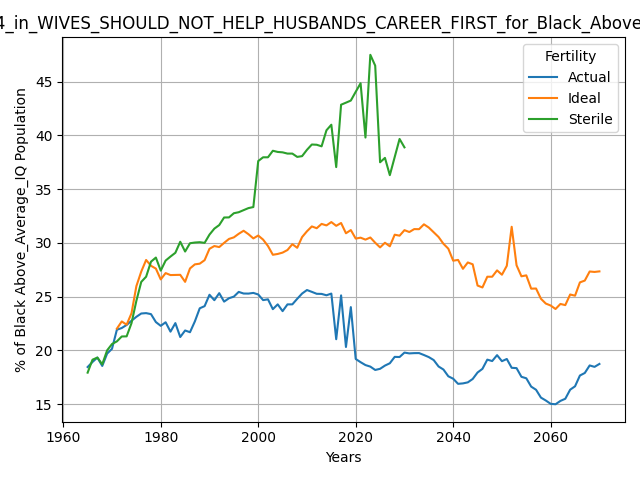 4_in_WIVES_SHOULD_NOT_HELP_HUSBANDS_CAREER_FIRST_for_Black_Above
% of Black Above_Average_IQ Population
45
40
35
30
25
20
15
1960 1980 2000 2020 2040 2060
Years
Fertility
Actual
Ideal
Sterile